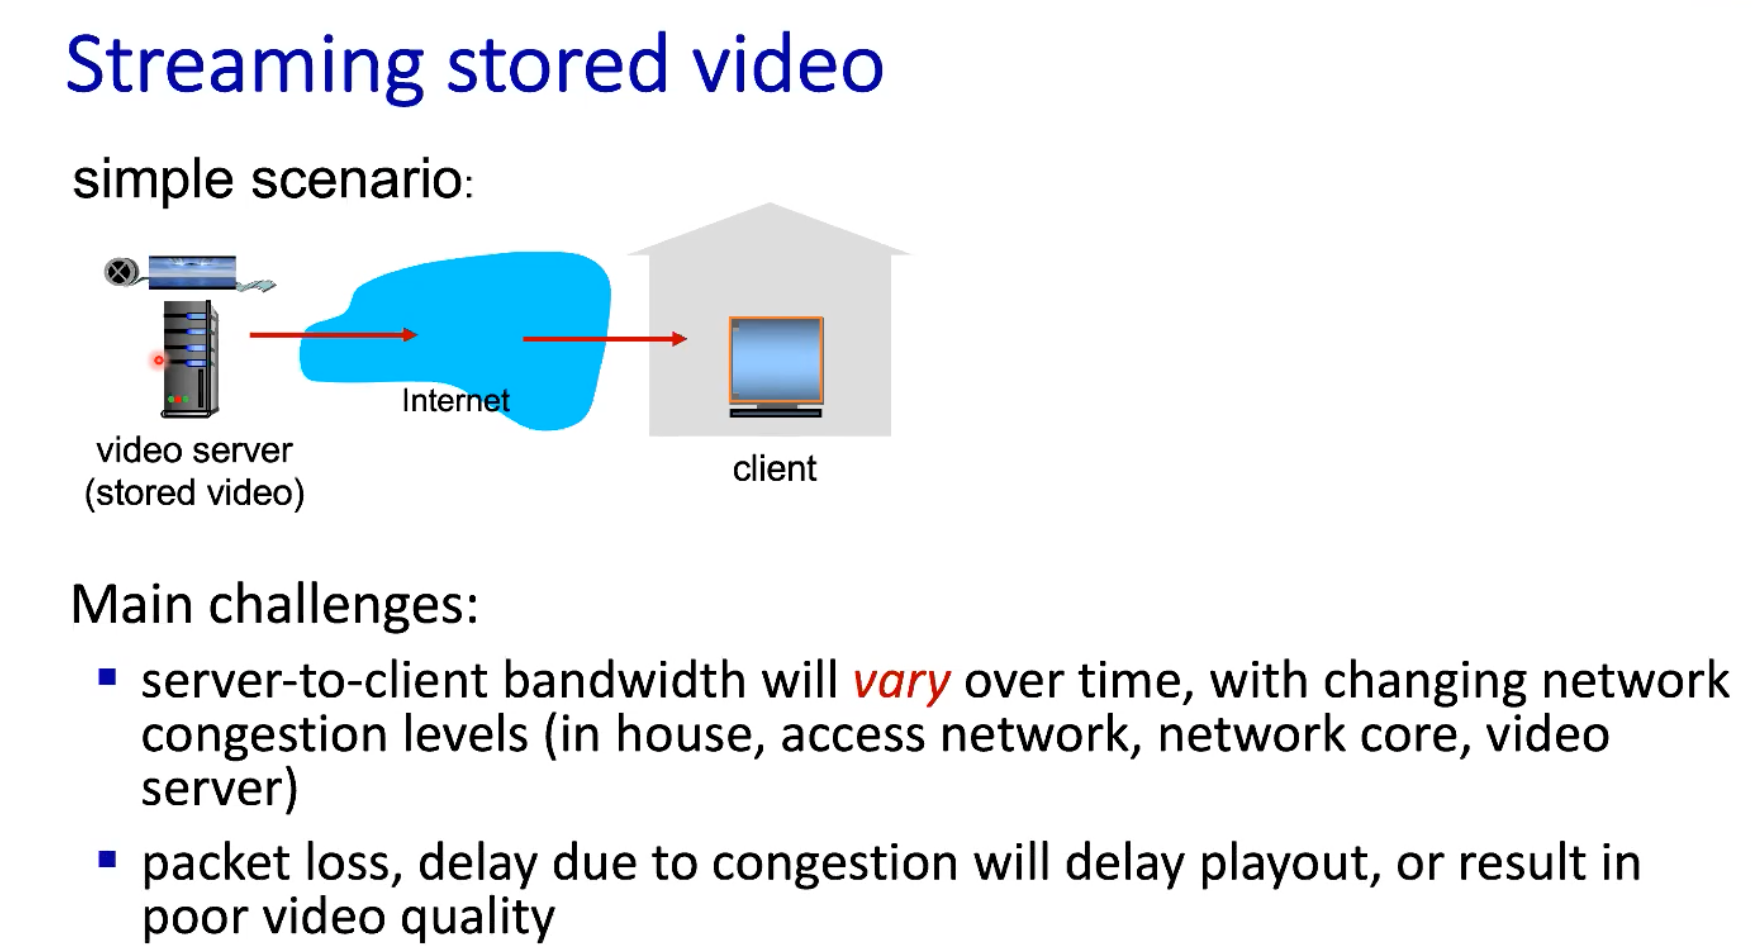 Streaming stored video
simple scenario:
Internet
video server
(stored video)
client
Main challenges:
▪ server-to-client bandwidth will vary over time, with changing network
congestion levels (in house, access network, network core, video
server)
▪ packet loss, delay due to congestion will delay playout, or result in
poor video quality